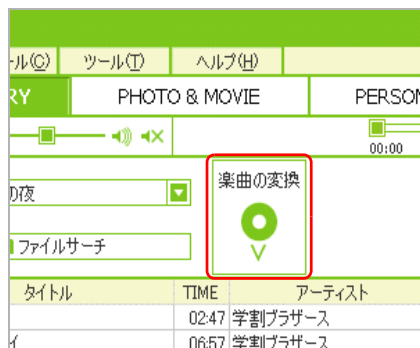 ール(C) ツール(T) ヘルプ(H)
RY PHOTO & MOVIE PERSON
00:00
楽曲の変換
の夜
ファイルサーチ
タイトル TIME アーティスト
02:47 学割ブラザース
06:57 学割ブラザース